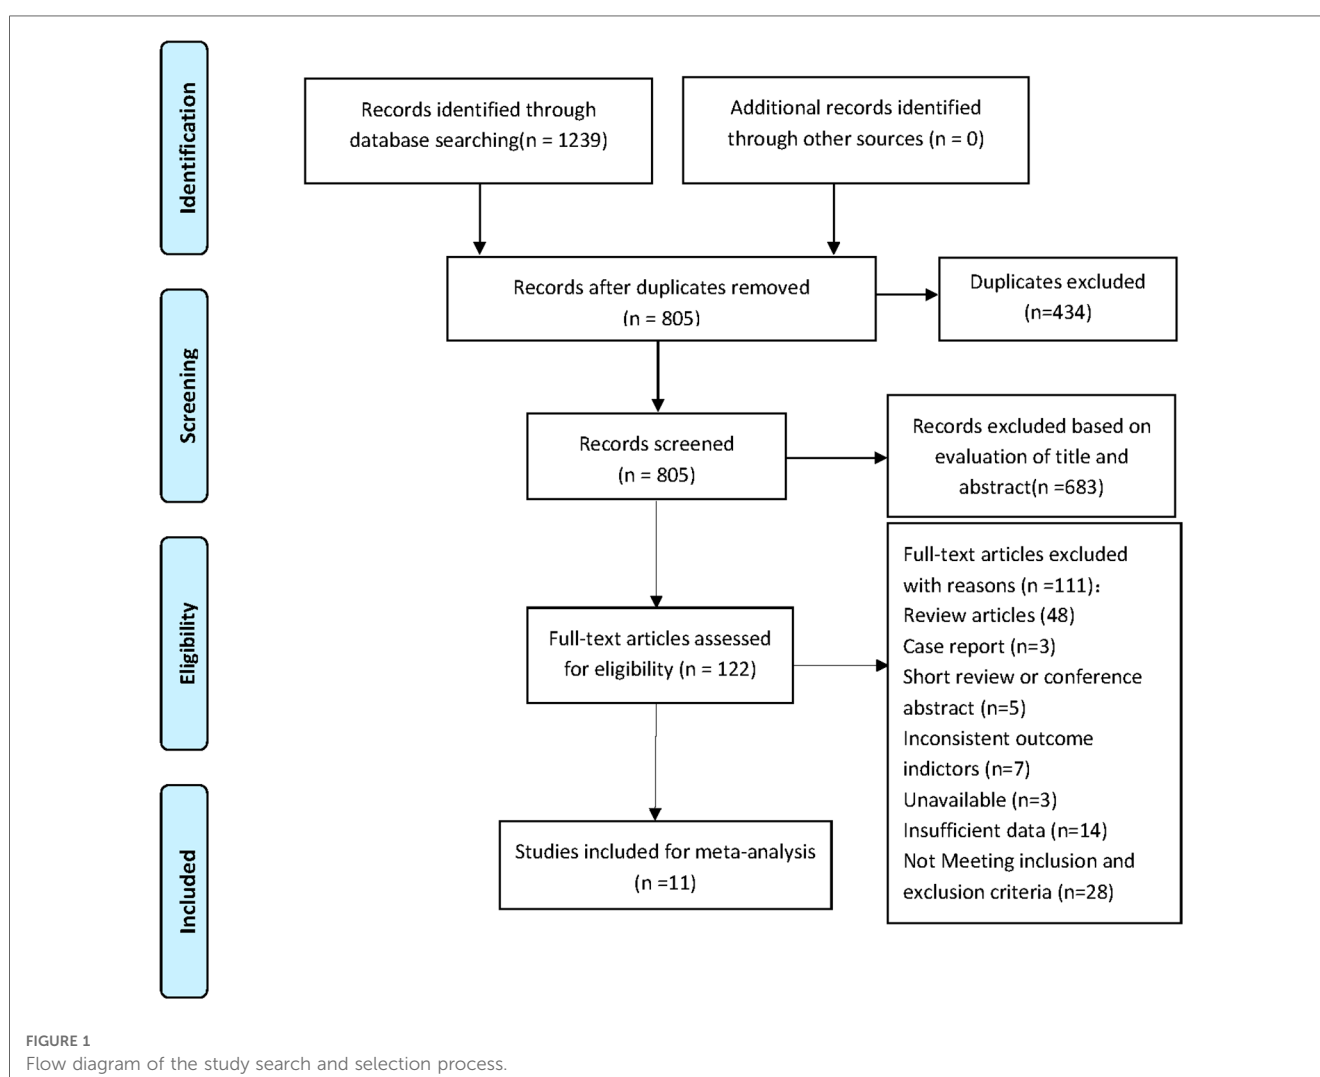 Identification
Records identified through
database searching(n = 1239)
Additional records identified
through other sources (n = 0)
Records after duplicates removed
(n = 805)
Duplicates excluded
(n=434)
Screening
Records screened
(n = 805)
Records excluded based on
evaluation of title and
abstract(n =683)
Eligibility
Full-text articles assessed
for eligibility (n = 122)
Full-text articles excluded
with reasons (n =111)：
Review articles (48)
Case report (n=3)
Short review or conference
abstract (n=5)
Inconsistent outcome
indictors (n=7)
Unavailable (n=3)
Insufficient data (n=14)
Not Meeting inclusion and
exclusion criteria (n=28)
Included
Studies included for meta-analysis
(n =11)
FIGURE 1
Flow diagram of the study search and selection process.